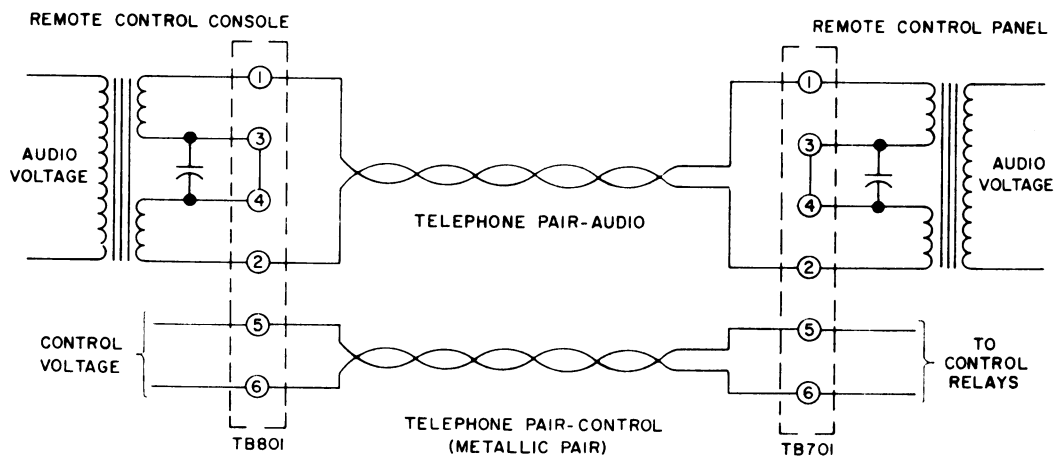 REMOTE CONTROL CONSOLE
REMOTE CONTROL PANEL
1
3
4
2
5
6
AUDIO
VOLTAGE
CONTROL
VOLTAGE
TB801
TELEPHONE PAIR-AUDIO
TELEPHONE PAIR-CONTROL
(METALLIC PAIR)
1
3
4
2
5
6
AUDIO
VOLTAGE
TO
CONTROL
RELAYS
TB701